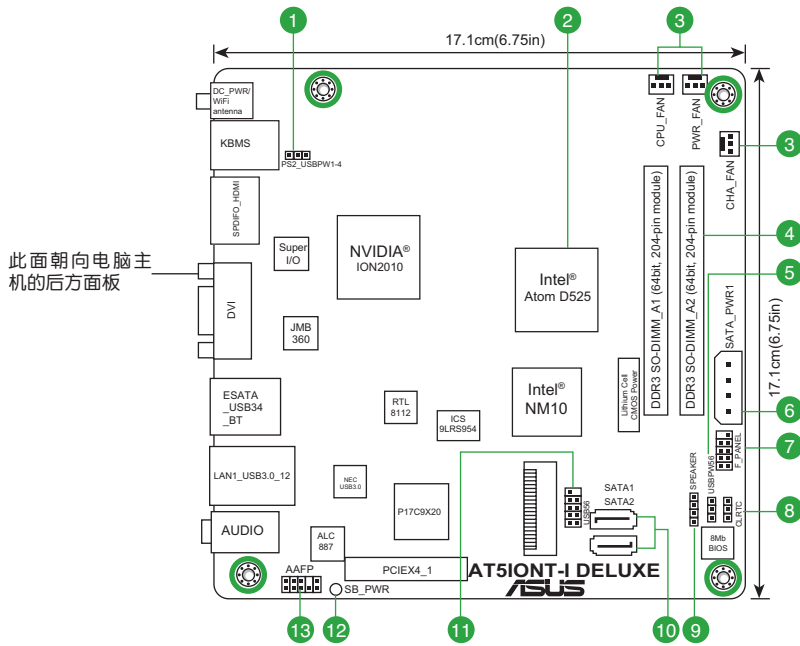 1
2
3
17.1cm(6.75in)
DC_PWR/
WiFi
antenna
KBMS
PS2_USBPW1-4
CPU_FAN
PWR_FAN
CHA_FAN
3
SPDIFO_HDMI
Super
I/O
NVIDIA®
ION2010
Intel®
Atom D525
DDR3 SO-DIMM_A1 (64bit, 204-pin module)
DDR3 SO-DIMM_A2 (64bit, 204-pin module)
4
5
此面朝向电脑主
机的后方面板
DVI
JMB
360
SATA_PWR1
17.1cm(6.75in)
ESATA
_USB34
_BT
RTL
8112
ICS
9LRS954
Intel®
NM10
Lithium Cell
CMOS Power
6
F_PANEL
7
LAN1_USB3.0_12
NEC
USB3.0
P17C9X20
11
USB56
SATA1
SATA2
SPEAKER
USBPW56
CLRTC
8
AUDIO
ALC
887
8Mb
BIOS
AAFP
PCIEX4_1
AT5IONT-I DELUXE
ASUS
SB_PWR
13
12
11
10
9